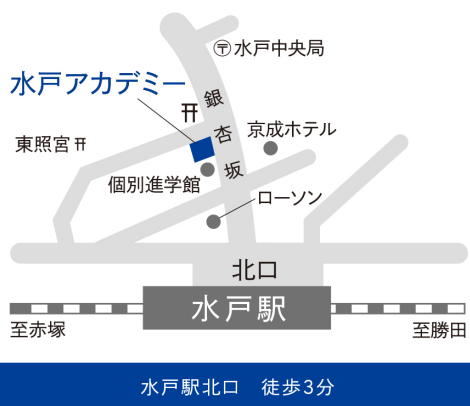 〒水戸中央局
水戸アカデミー
銀杏坂
東照宮
京成ホテル
個別進学館
ローソン
北口
水戸駅
至赤塚
至勝田
水戸駅北口　徒歩3分